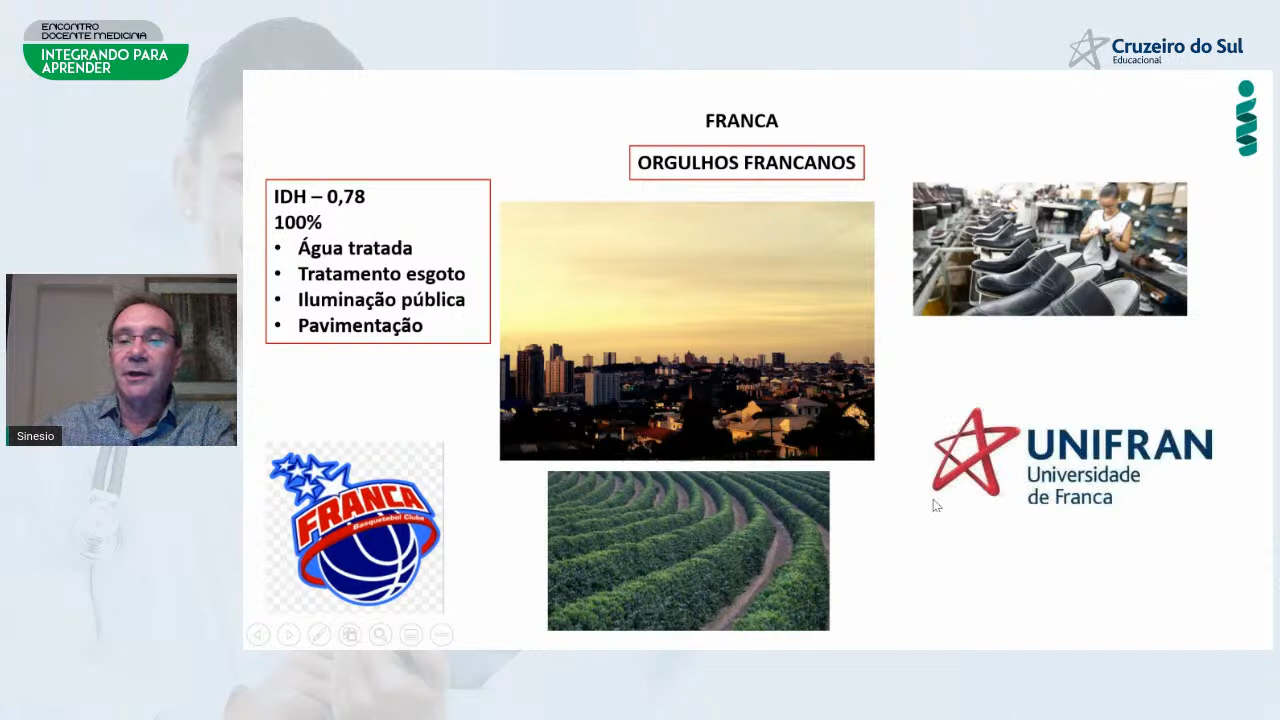 ENCONTRO
DOCENTE MEDICINA
INTEGRANDO PARA
APRENDER
Cruzeiro do Sul
Educacional
FRANCA
ORGULHOS FRANCANOS
IDH – 0,78
100%
• Água tratada
• Tratamento esgoto
• Iluminação pública
• Pavimentação
Sinesio
FRANCA
Basquetebol Clube
UNIFRAN
Universidade
de Franca